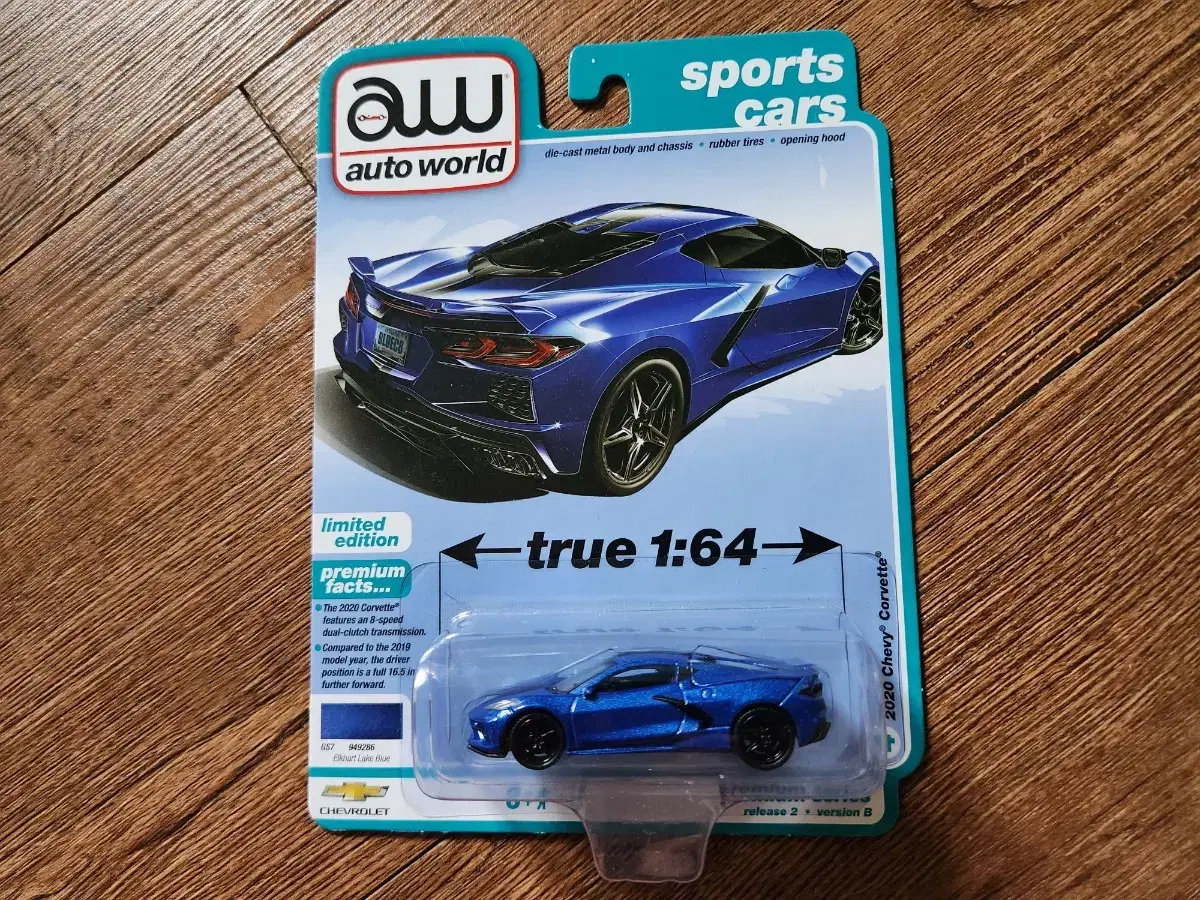 aw®
auto world
sports
cars
die-cast metal body and chassis • rubber tires • opening hood
BLUEC8
limited
edition
true 1:64
premium
facts...
• The 2020 Corvette®
features an 8-speed
dual-clutch transmission.
• Compared to the 2019
model year, the driver
position is a full 16.5 in
further forward.
GS7 949286
Elkhart Lake Blue
CHEVROLET
2020 Chevy® Corvette®
release 2 • version B